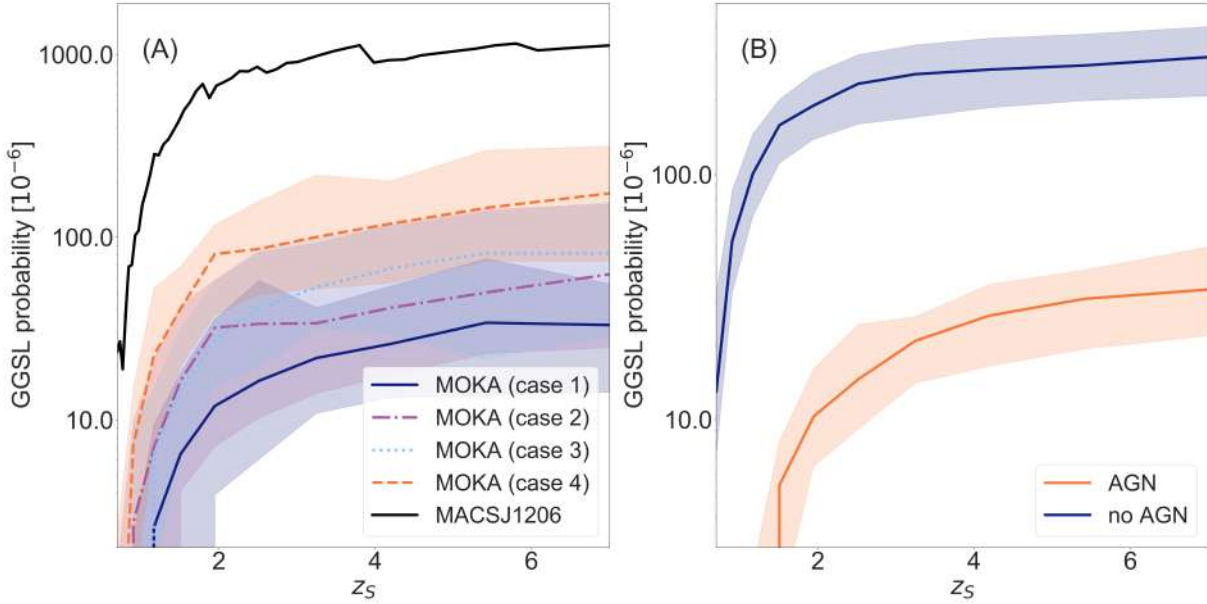 (A)
GGSL probability [10⁻⁶]
1000.0
100.0
10.0
MOKA (case 1)
MOKA (case 2)
MOKA (case 3)
MOKA (case 4)
MACSJ1206
2 4 6
z_S
(B)
GGSL probability [10⁻⁶]
100.0
10.0
AGN
no AGN
2 4 6
z_S